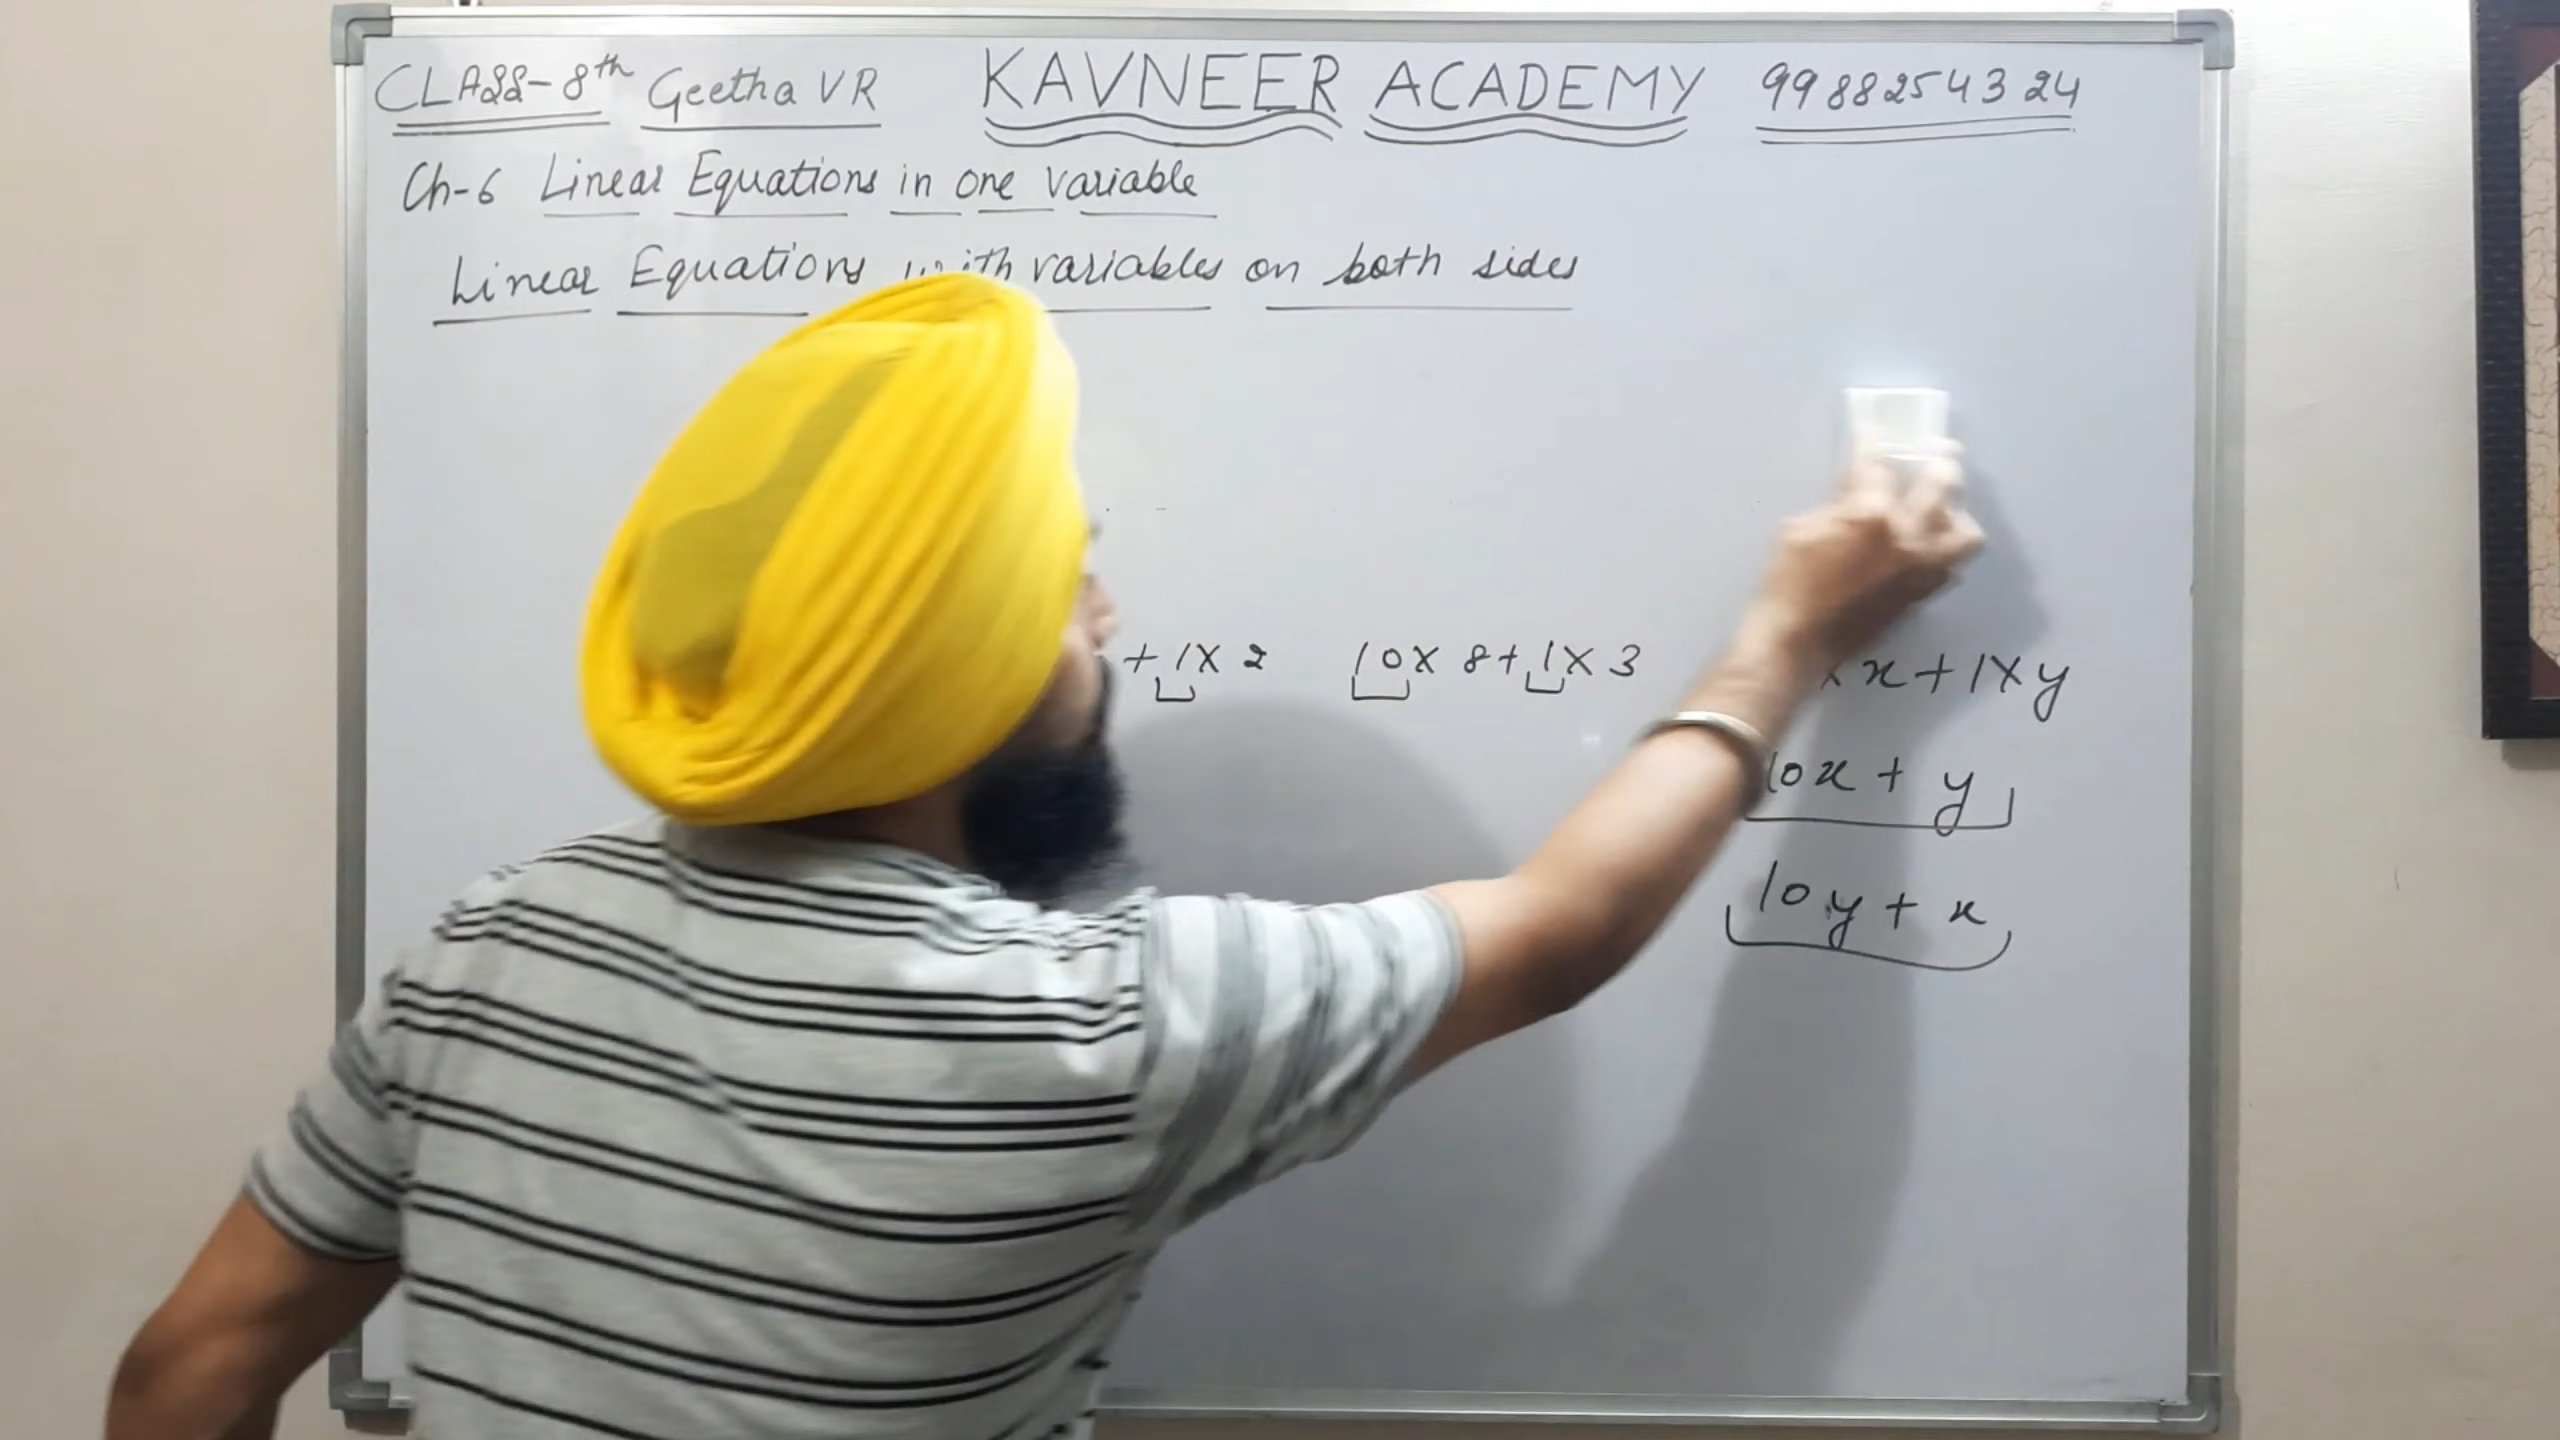 CLASS-8th Geetha VR KAVNEER ACADEMY 9988254324
Ch-6 Linear Equations in one variable
Linear Equations with variables on both sides
+ 1X 2 10X 8+ 1X 3 x x + 1X y
10x + y
10y + x